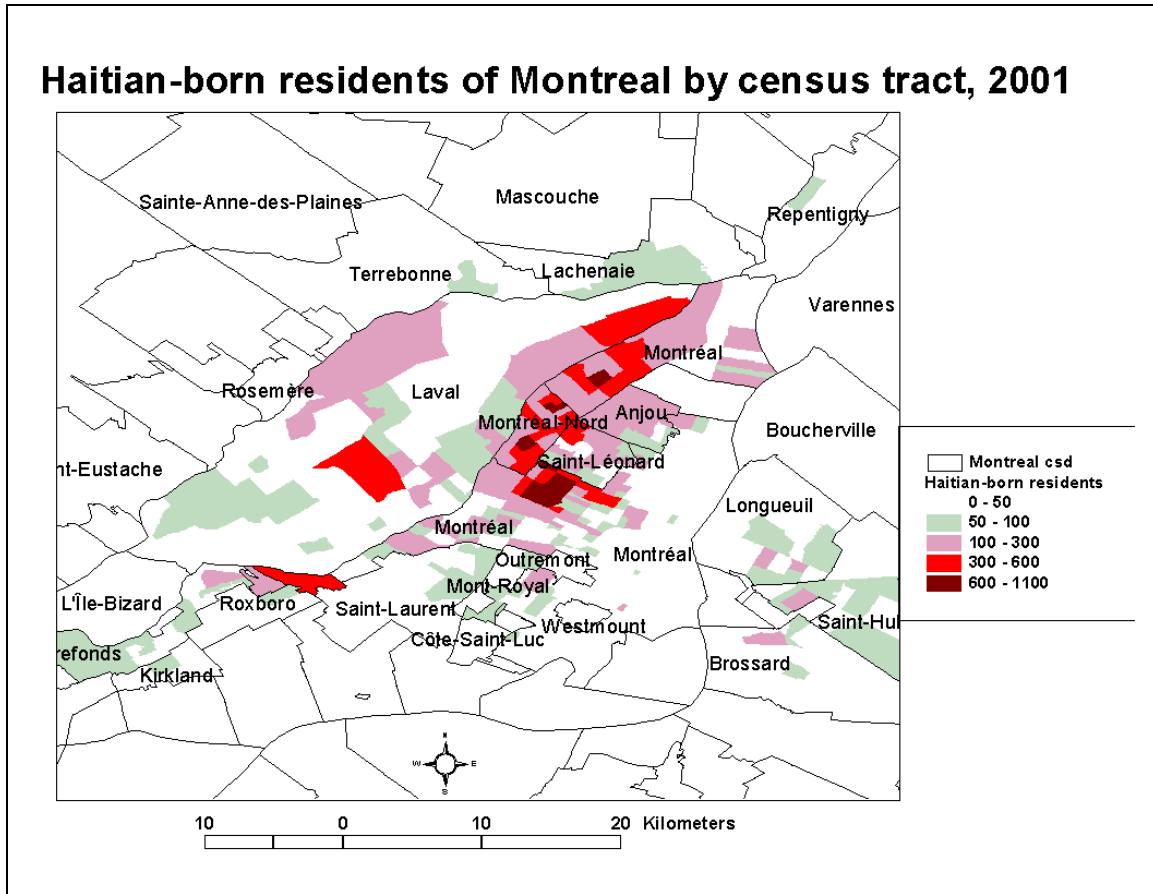 Haitian-born residents of Montreal by census tract, 2001
Sainte-Anne-des-Plaines
Mascouche
Repentigny
Terrebonne
Lachenaie
Varennes
Montréal
Rosemère
Laval
Anjou
Montréal-Nord
Boucherville
nt-Eustache
Saint-Léonard
Longueuil
Montréal
Montréal
Outremont
Mont-Royal
L'Île-Bizard
Roxboro
Saint-Laurent
Westmount
Saint-Hul
Côte-Saint-Luc
refonds
Kirkland
Brossard
Montreal csd
Haitian-born residents
0 - 50
50 - 100
100 - 300
300 - 600
600 - 1100
N
W
E
S
10 0 10 20 Kilometers